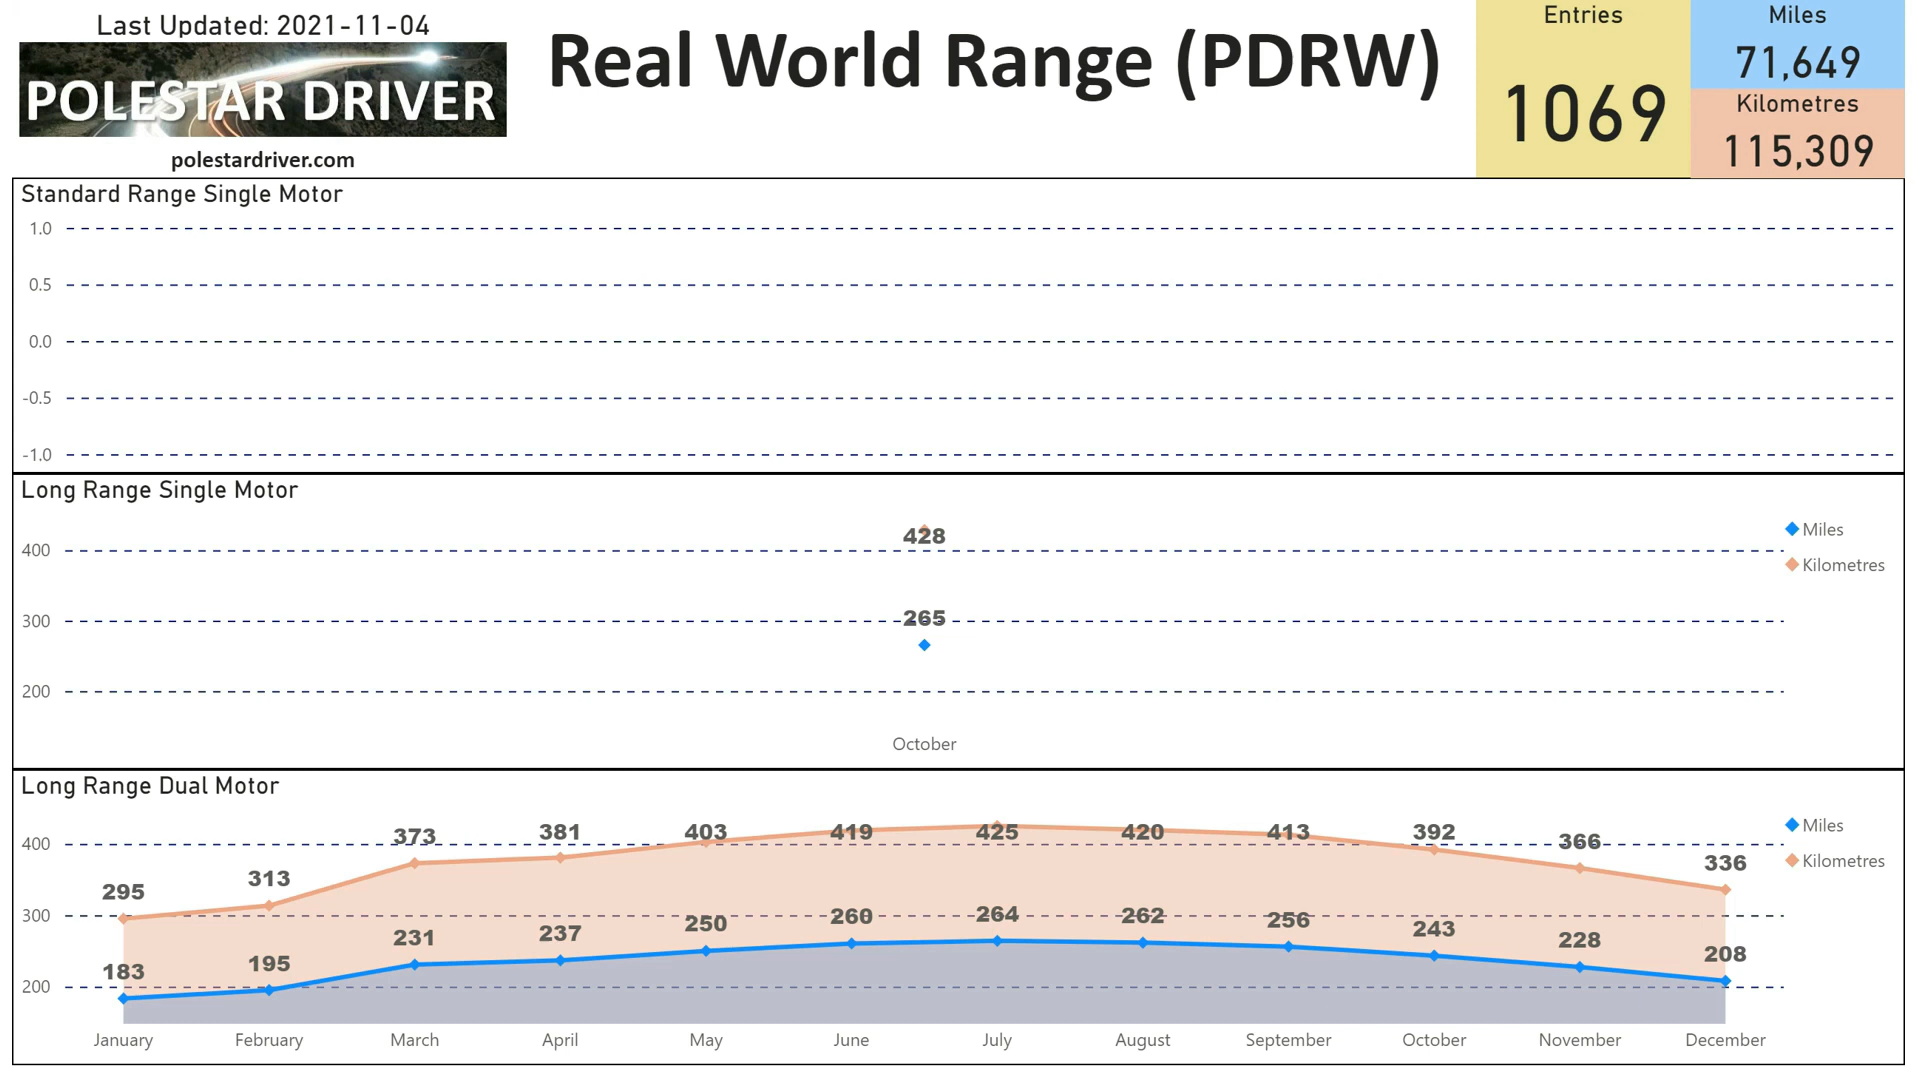 Last Updated: 2021-11-04
POLESTAR DRIVER
polestardriver.com
Real World Range (PDRW)
Entries
1069
Miles
71,649
Kilometres
115,309
Standard Range Single Motor
1.0
0.5
0.0
-0.5
-1.0
Long Range Single Motor
400
300
200
428
265
October
Miles
Kilometres
Long Range Dual Motor
400
300
200
295 313 373 381 403 419 425 420 413 392 366 336
183 195 231 237 250 260 264 262 256 243 228 208
January February March April May June July August September October November December
Miles
Kilometres